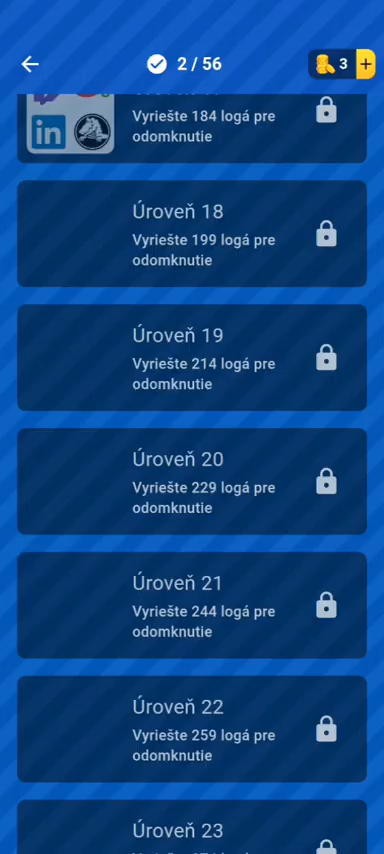 2 / 56
3
Vyriešte 184 logá pre
odomknutie
Úroveň 18
Vyriešte 199 logá pre
odomknutie
Úroveň 19
Vyriešte 214 logá pre
odomknutie
Úroveň 20
Vyriešte 229 logá pre
odomknutie
Úroveň 21
Vyriešte 244 logá pre
odomknutie
Úroveň 22
Vyriešte 259 logá pre
odomknutie
Úroveň 23